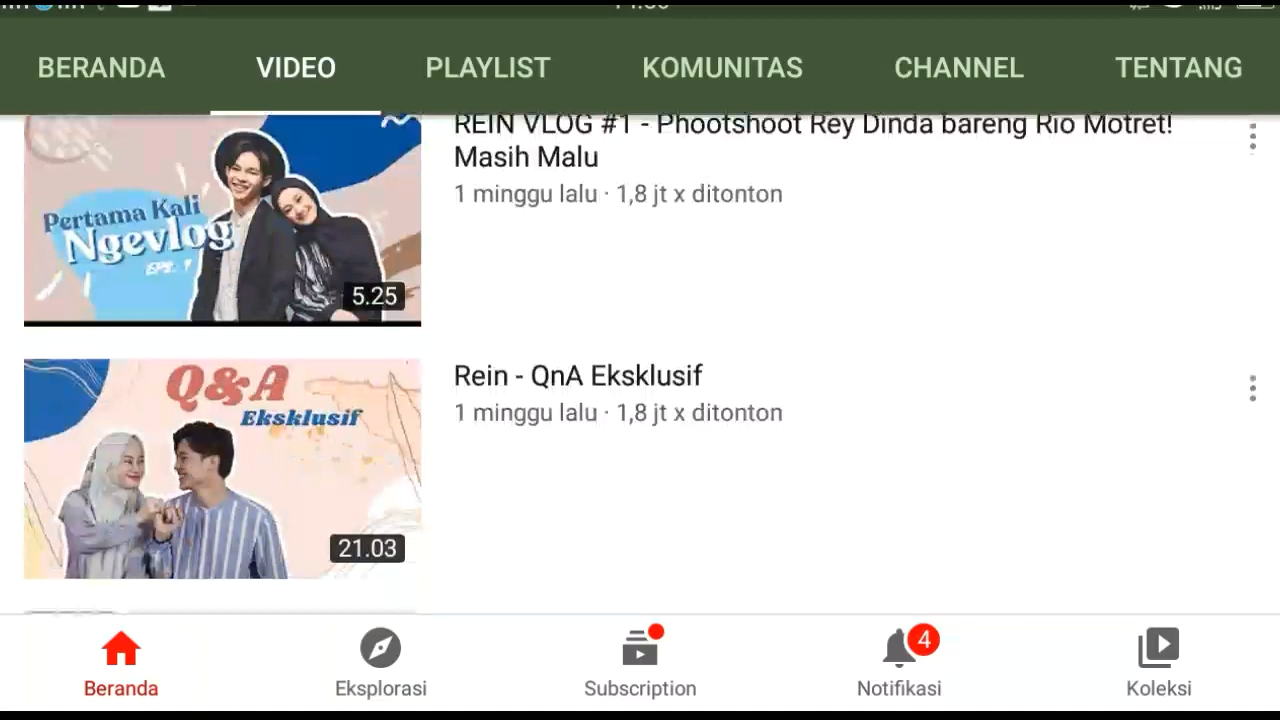 BERANDA VIDEO PLAYLIST KOMUNITAS CHANNEL TENTANG
REIN VLOG #1 - Phootshoot Rey Dinda bareng Rio Motret!
Masih Malu
1 minggu lalu · 1,8 jt x ditonton
Pertama Kali
Ngevlog
EPS. 1
5.25
Rein - QnA Eksklusif
1 minggu lalu · 1,8 jt x ditonton
Q&A
Eksklusif
21.03
4
Beranda Eksplorasi Subscription Notifikasi Koleksi